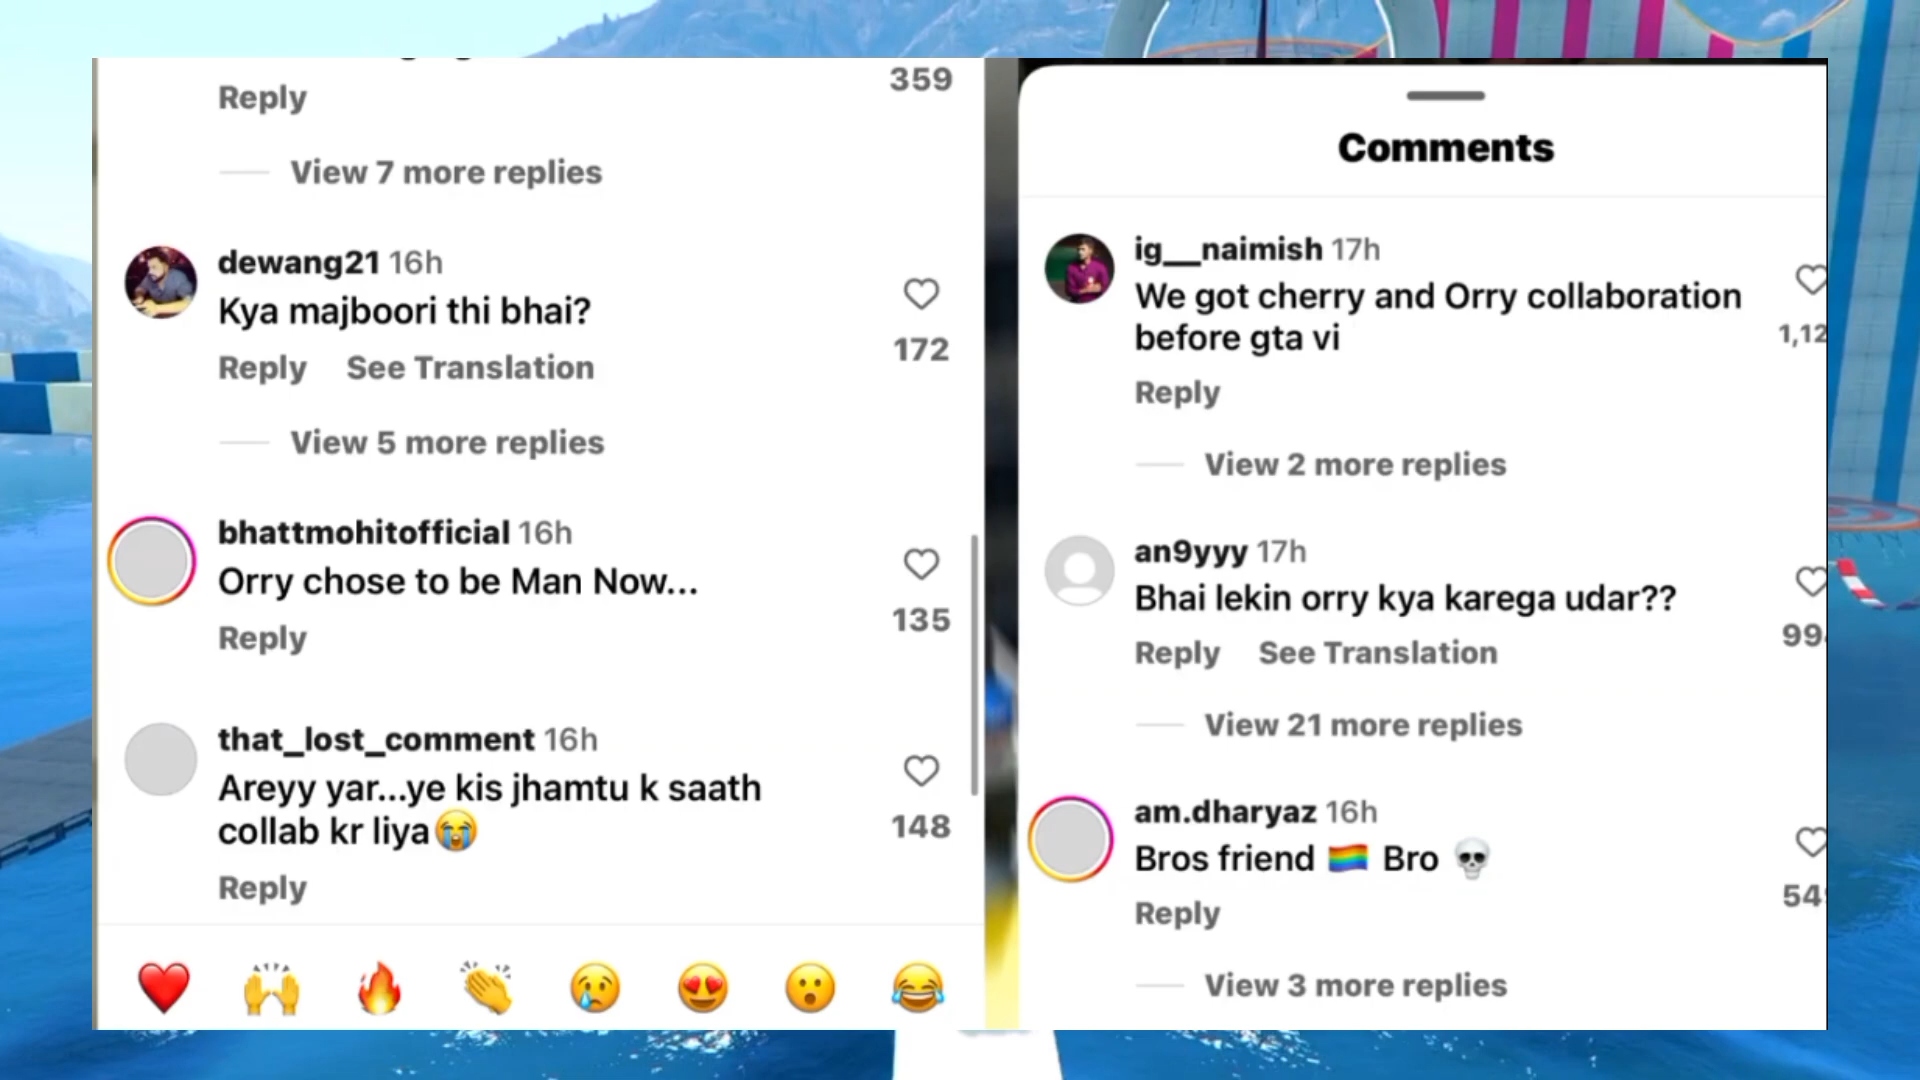 359
Reply
View 7 more replies
dewang21 16h
Kya majboori thi bhai?
172
Reply See Translation
View 5 more replies
bhattmohitofficial 16h
Orry chose to be Man Now...
135
Reply
that_lost_comment 16h
Areyy yar...ye kis jhamtu k saath
collab kr liya😭
148
Reply
❤️ 🙌 🔥 👏 😢 😍 😮 😂
Comments
ig__naimish 17h
We got cherry and Orry collaboration
before gta vi
1,12
Reply
View 2 more replies
an9yyy 17h
Bhai lekin orry kya karega udar??
99
Reply See Translation
View 21 more replies
am.dharyaz 16h
Bros friend 🏳️‍🌈 Bro 💀
54
Reply
View 3 more replies